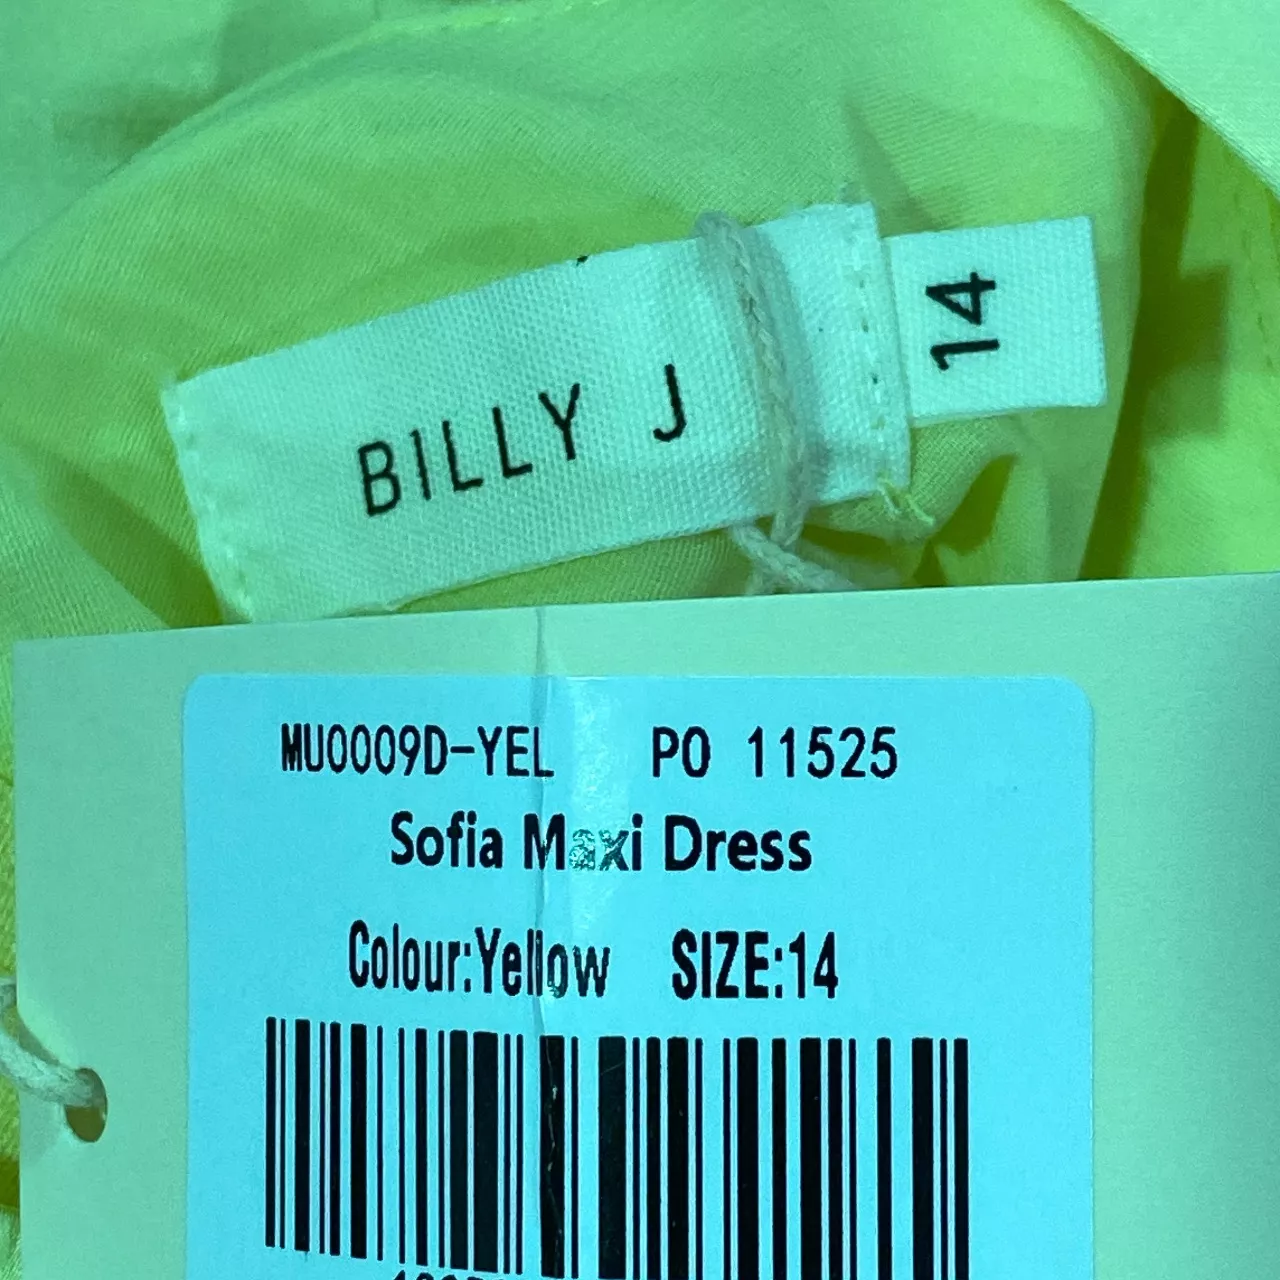 BILLY J
14
MU0009D-YEL PO 11525
Sofia Maxi Dress
Colour:Yellow SIZE:14